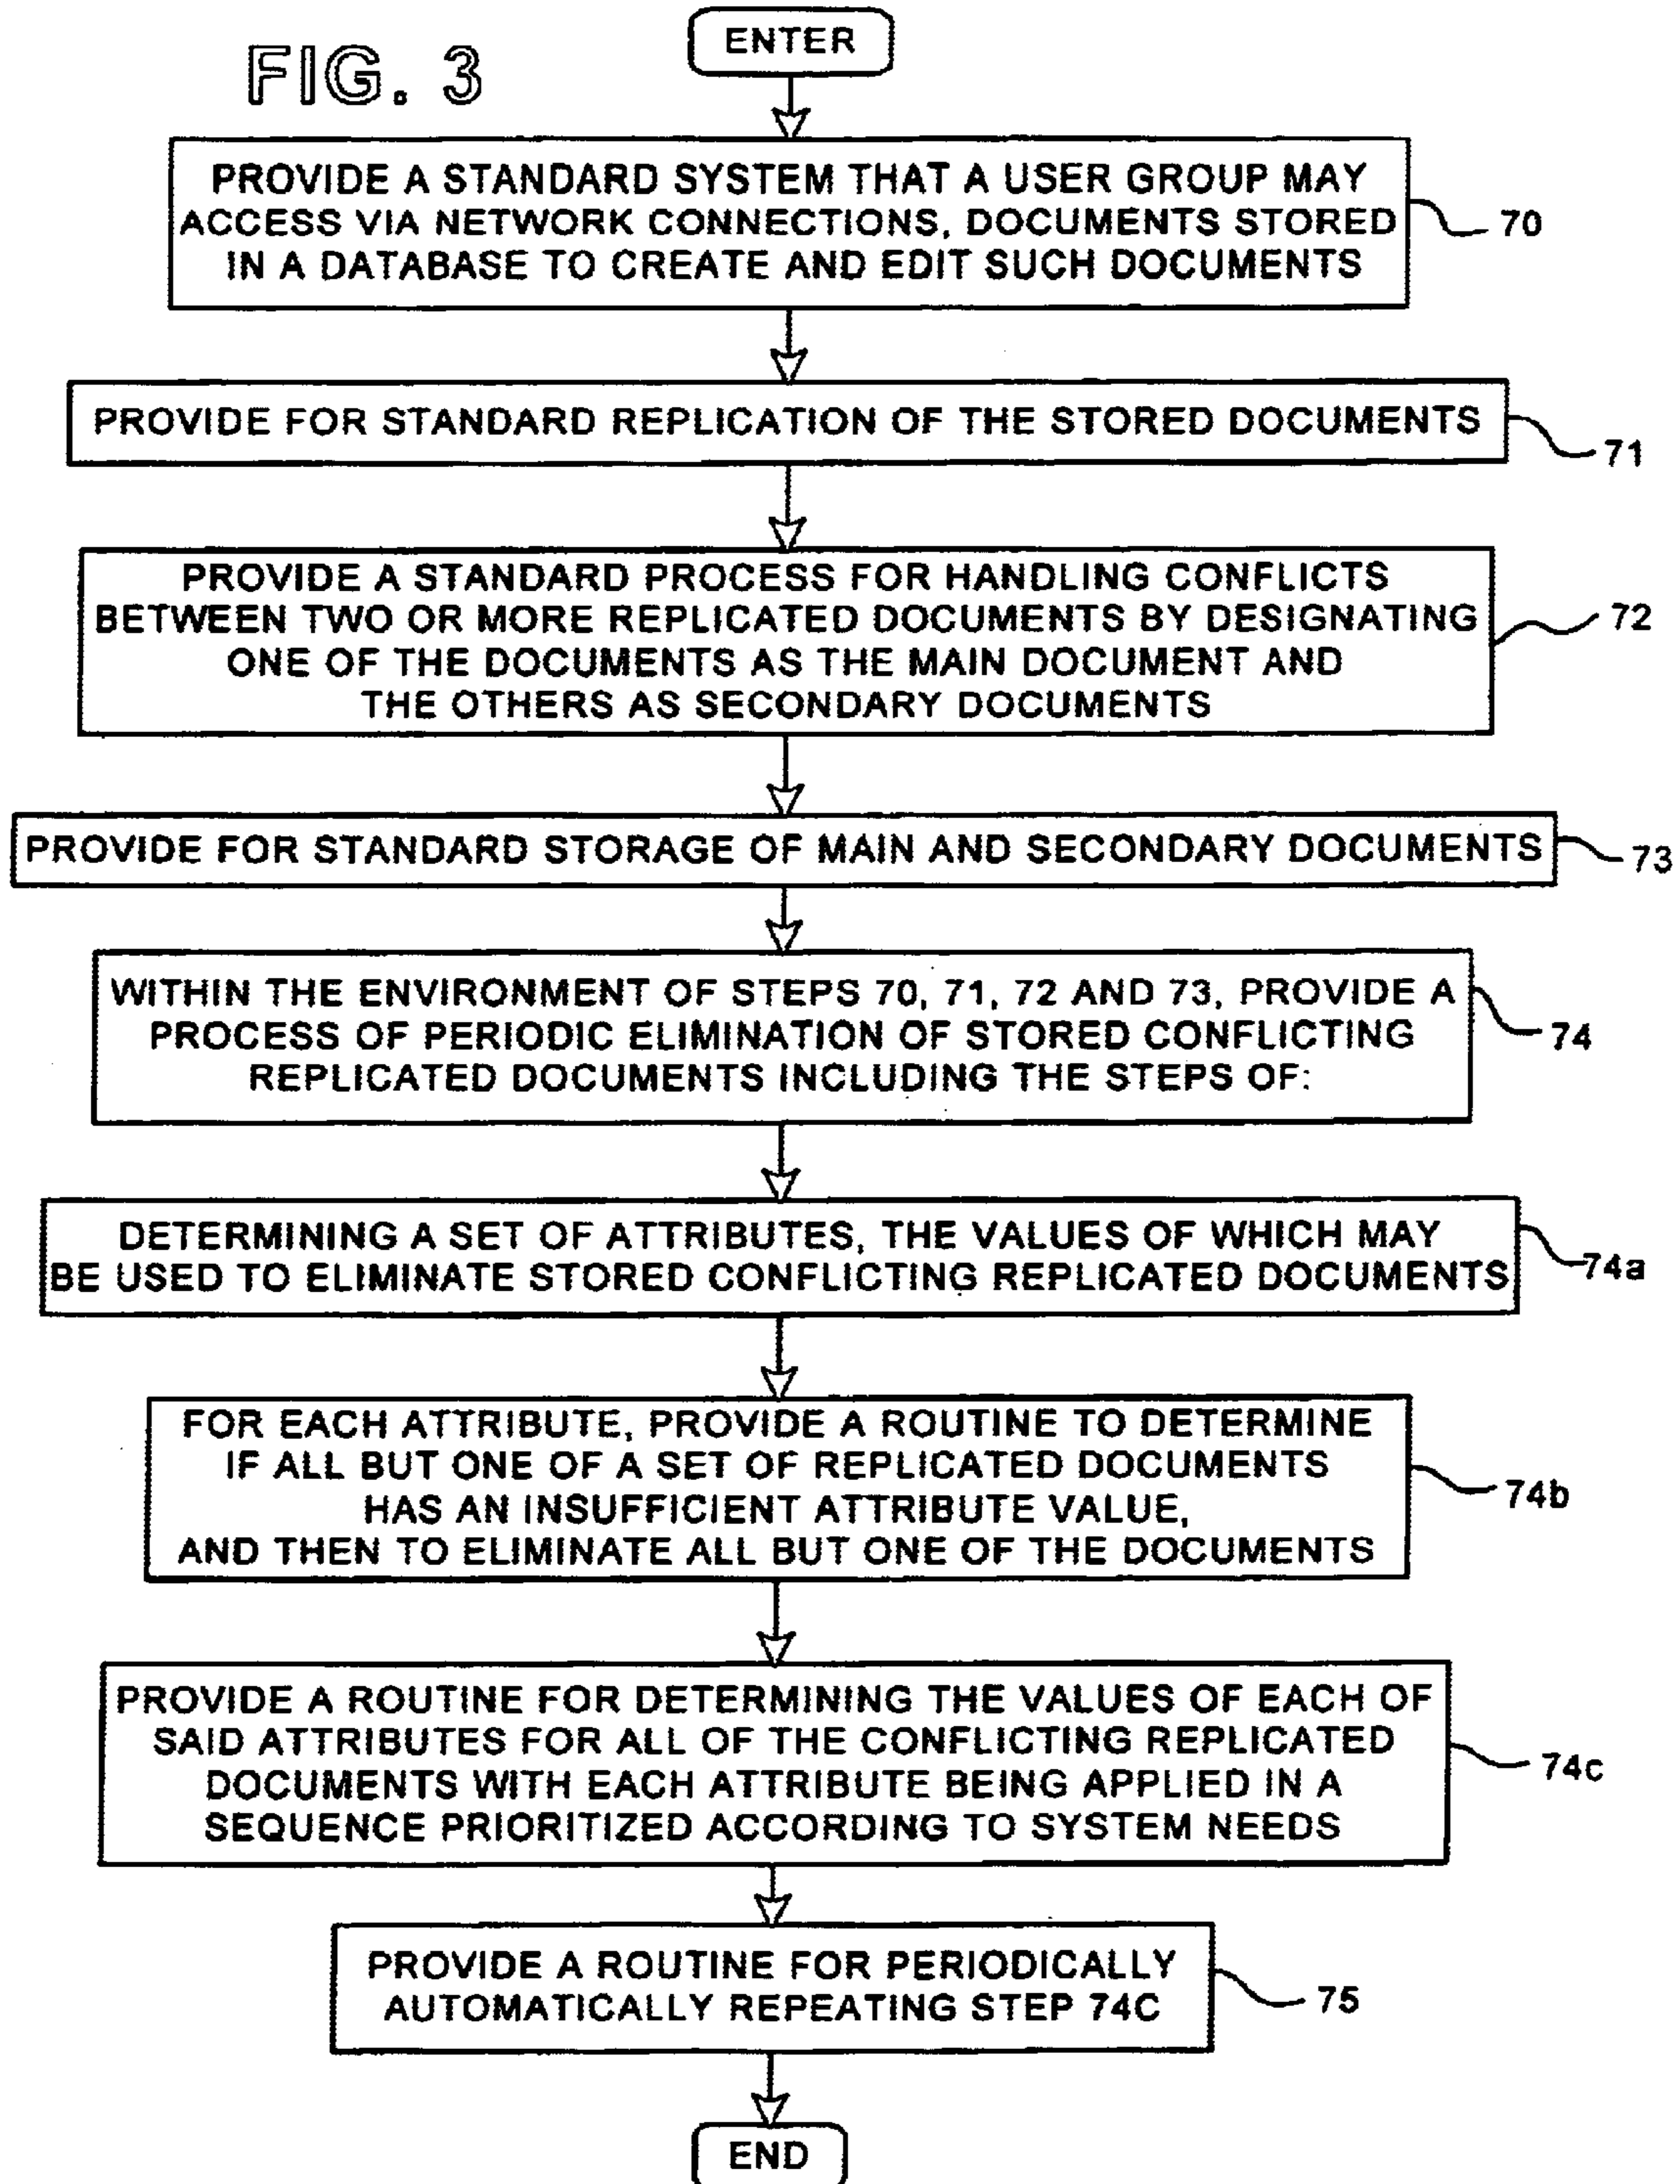 FIG. 3
ENTER
PROVIDE A STANDARD SYSTEM THAT A USER GROUP MAY
ACCESS VIA NETWORK CONNECTIONS, DOCUMENTS STORED
IN A DATABASE TO CREATE AND EDIT SUCH DOCUMENTS
70
PROVIDE FOR STANDARD REPLICATION OF THE STORED DOCUMENTS
71
PROVIDE A STANDARD PROCESS FOR HANDLING CONFLICTS
BETWEEN TWO OR MORE REPLICATED DOCUMENTS BY DESIGNATING
ONE OF THE DOCUMENTS AS THE MAIN DOCUMENT AND
THE OTHERS AS SECONDARY DOCUMENTS
72
PROVIDE FOR STANDARD STORAGE OF MAIN AND SECONDARY DOCUMENTS
73
WITHIN THE ENVIRONMENT OF STEPS 70, 71, 72 AND 73, PROVIDE A
PROCESS OF PERIODIC ELIMINATION OF STORED CONFLICTING
REPLICATED DOCUMENTS INCLUDING THE STEPS OF:
74
DETERMINING A SET OF ATTRIBUTES, THE VALUES OF WHICH MAY
BE USED TO ELIMINATE STORED CONFLICTING REPLICATED DOCUMENTS
74a
FOR EACH ATTRIBUTE, PROVIDE A ROUTINE TO DETERMINE
IF ALL BUT ONE OF A SET OF REPLICATED DOCUMENTS
HAS AN INSUFFICIENT ATTRIBUTE VALUE,
AND THEN TO ELIMINATE ALL BUT ONE OF THE DOCUMENTS
74b
PROVIDE A ROUTINE FOR DETERMINING THE VALUES OF EACH OF
SAID ATTRIBUTES FOR ALL OF THE CONFLICTING REPLICATED
DOCUMENTS WITH EACH ATTRIBUTE BEING APPLIED IN A
SEQUENCE PRIORITIZED ACCORDING TO SYSTEM NEEDS
74c
PROVIDE A ROUTINE FOR PERIODICALLY
AUTOMATICALLY REPEATING STEP 74C
75
END